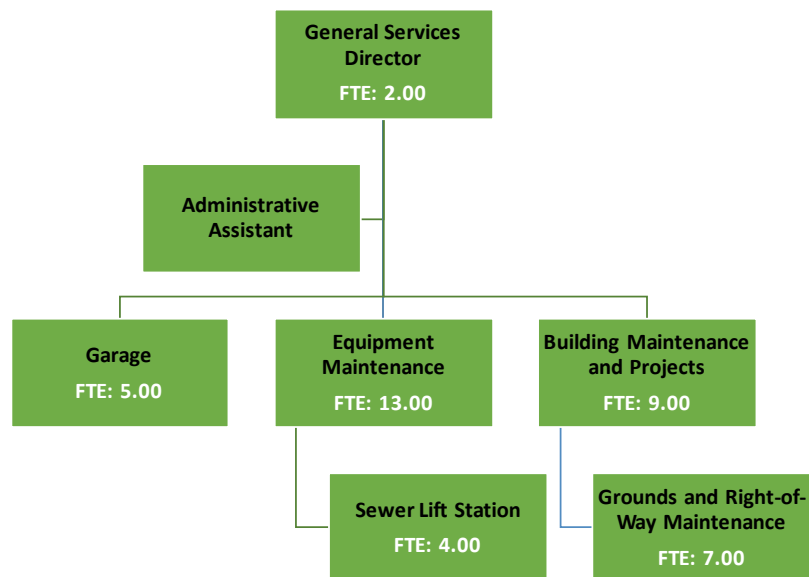 General Services
Director
FTE: 2.00
Administrative
Assistant
Garage
FTE: 5.00
Equipment
Maintenance
FTE: 13.00
Building Maintenance
and Projects
FTE: 9.00
Sewer Lift Station
FTE: 4.00
Grounds and Right-of-
Way Maintenance
FTE: 7.00